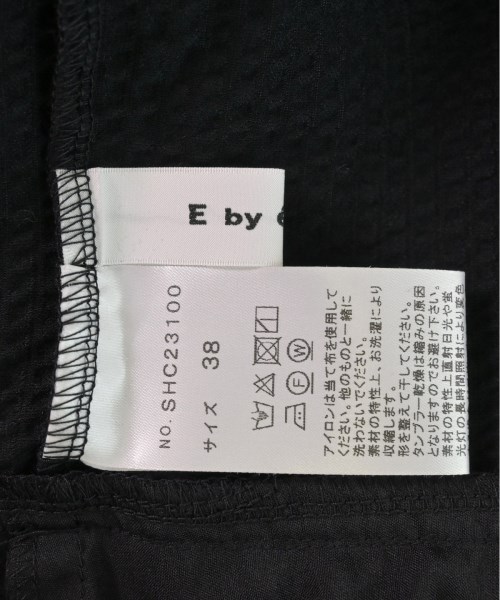 E by e
NO. SHC23100
サイズ 38
F
W
アイロンは当て布を使用して
ください。他のものと一緒に
洗わないでください。
素材の特性上、お洗濯により
収縮します。
形を整えて干してください。
タンブラー乾燥は縮みの原因
となりますのでお避け下さい。
素材の特性上直射日光や蛍
光灯の長時間照射により変色